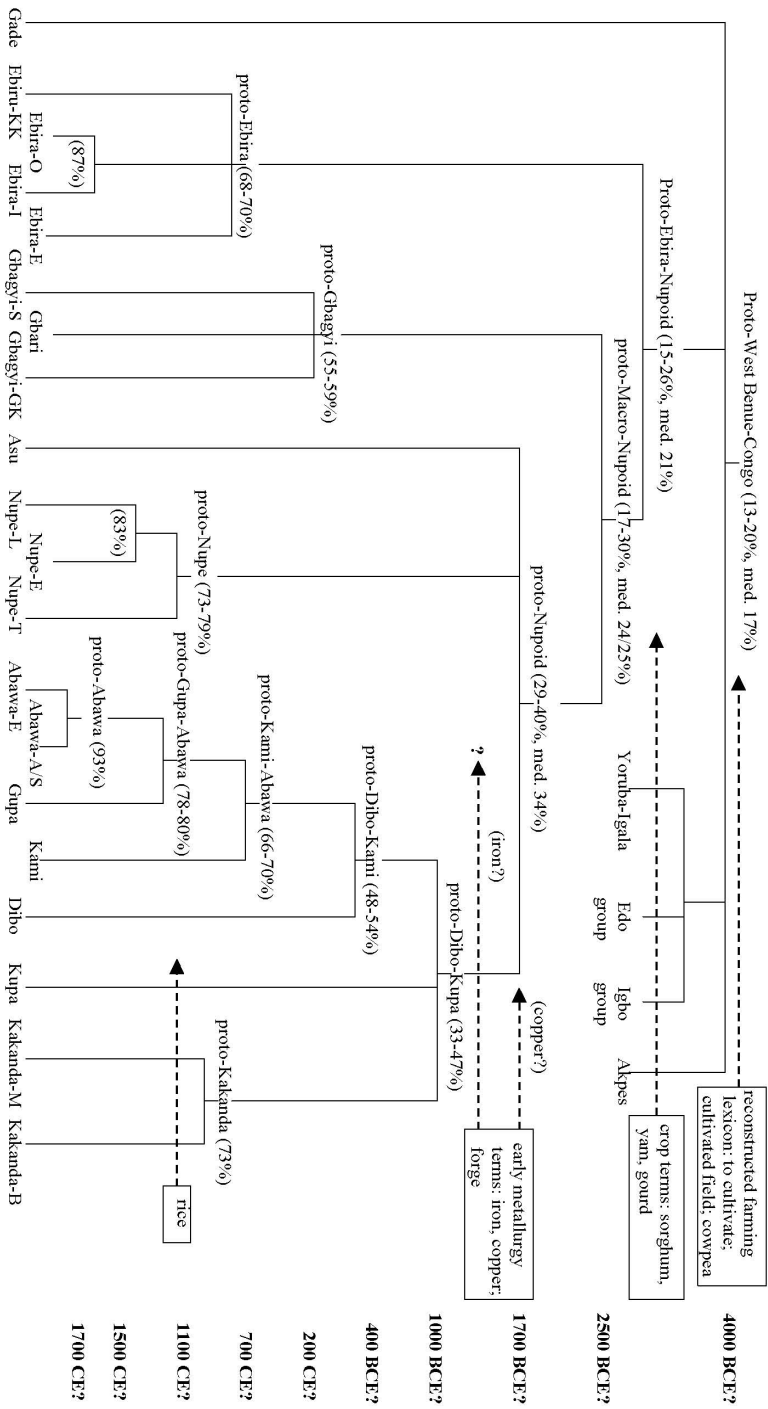 Proto-West Benue-Congo (13-20%, med. 17%)
Proto-Ebira-Nupoid (15-26%, med. 21%)
proto-Macro-Nupoid (17-30%, med. 24/25%)
proto-Nupoid (29-40%, med. 34%)
proto-Dibo-Kupa (33-47%)
proto-Dibo-Kami (48-54%)
proto-Gbagyi (55-59%)
proto-Kami-Abawa (66-70%)
proto-Ebira (68-70%)
proto-Kakanda (73%)
proto-Nupe (73-79%)
proto-Gupa-Abawa (78-80%)
(83%)
(87%)
proto-Abawa (93%)
Yoruba-Igala
Edo
group
Igbo
group
Akpes
reconstructed farming
lexicon: to cultivate;
cultivated field; cowpea
crop terms: sorghum,
yam, gourd
early metallurgy
terms: iron, copper;
forge
(copper?)
(iron?)
?
rice
4000 BCE?
2500 BCE?
1700 BCE?
1000 BCE?
400 BCE?
200 CE?
700 CE?
1100 CE?
1500 CE?
1700 CE?
Gade
Ebiru-KK
Ebira-O
Ebira-I
Ebira-E
Gbagyi-S
Gbari
Gbagyi-GK
Asu
Nupe-L
Nupe-E
Nupe-T
Abawa-E
Abawa-A/S
Gupa
Kami
Dibo
Kupa
Kakanda-M
Kakanda-B